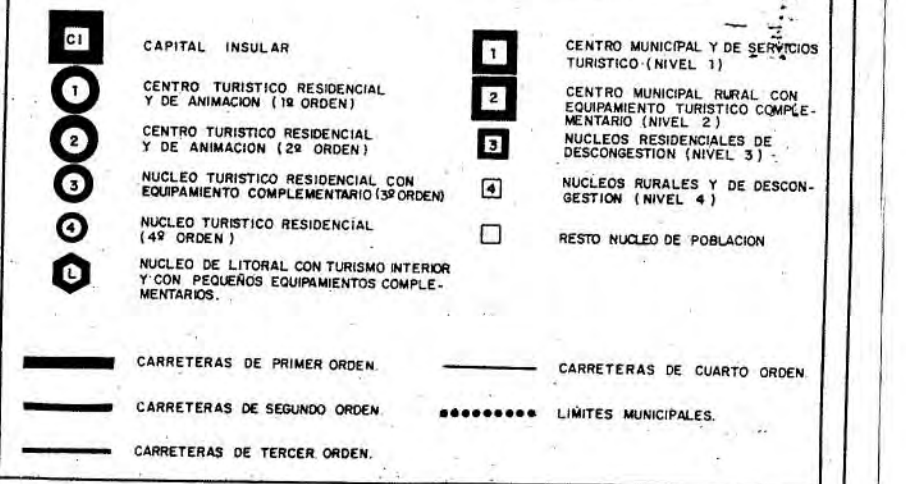 CI
CAPITAL INSULAR
1
CENTRO TURISTICO RESIDENCIAL
Y DE ANIMACION (1º ORDEN)
2
CENTRO TURISTICO RESIDENCIAL
Y DE ANIMACION (2º ORDEN)
3
NUCLEO TURISTICO RESIDENCIAL CON
EQUIPAMIENTO COMPLEMENTARIO (3º ORDEN)
4
NUCLEO TURISTICO RESIDENCIAL
(4º ORDEN)
L
NUCLEO DE LITORAL CON TURISMO INTERIOR
Y CON PEQUEÑOS EQUIPAMIENTOS COMPLE-
MENTARIOS.
1
CENTRO MUNICIPAL Y DE SERVICIOS
TURISTICO (NIVEL 1)
2
CENTRO MUNICIPAL RURAL CON
EQUIPAMIENTO TURISTICO COMPLE-
MENTARIO (NIVEL 2)
3
NUCLEOS RESIDENCIALES DE
DESCONGESTION (NIVEL 3)
4
NUCLEOS RURALES Y DE DESCON-
GESTION (NIVEL 4)
RESTO NUCLEO DE POBLACION
CARRETERAS DE PRIMER ORDEN.
CARRETERAS DE SEGUNDO ORDEN.
CARRETERAS DE TERCER ORDEN.
CARRETERAS DE CUARTO ORDEN.
LIMITES MUNICIPALES.